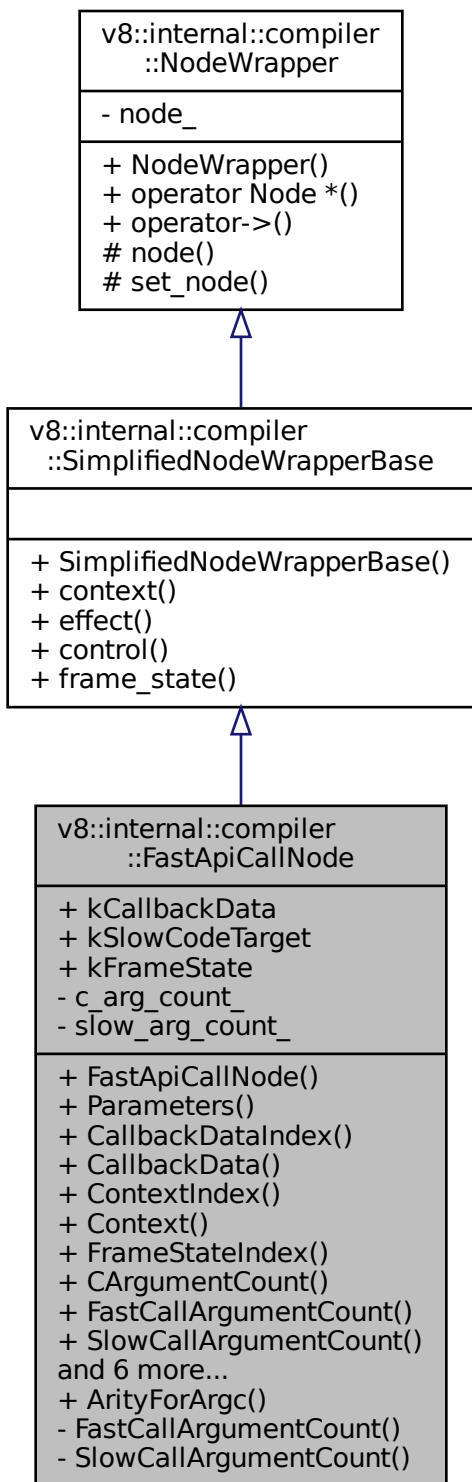 v8::internal::compiler
::NodeWrapper
- node_
+ NodeWrapper()
+ operator Node *()
+ operator->()
# node()
# set_node()
v8::internal::compiler
::SimplifiedNodeWrapperBase
+ SimplifiedNodeWrapperBase()
+ context()
+ effect()
+ control()
+ frame_state()
v8::internal::compiler
::FastApiCallNode
+ kCallbackData
+ kSlowCodeTarget
+ kFrameState
- c_arg_count_
- slow_arg_count_
+ FastApiCallNode()
+ Parameters()
+ CallbackDataIndex()
+ CallbackData()
+ ContextIndex()
+ Context()
+ FrameStateIndex()
+ CArgumentCount()
+ FastCallArgumentCount()
+ SlowCallArgumentCount()
and 6 more...
+ ArityForArgc()
- FastCallArgumentCount()
- SlowCallArgumentCount()